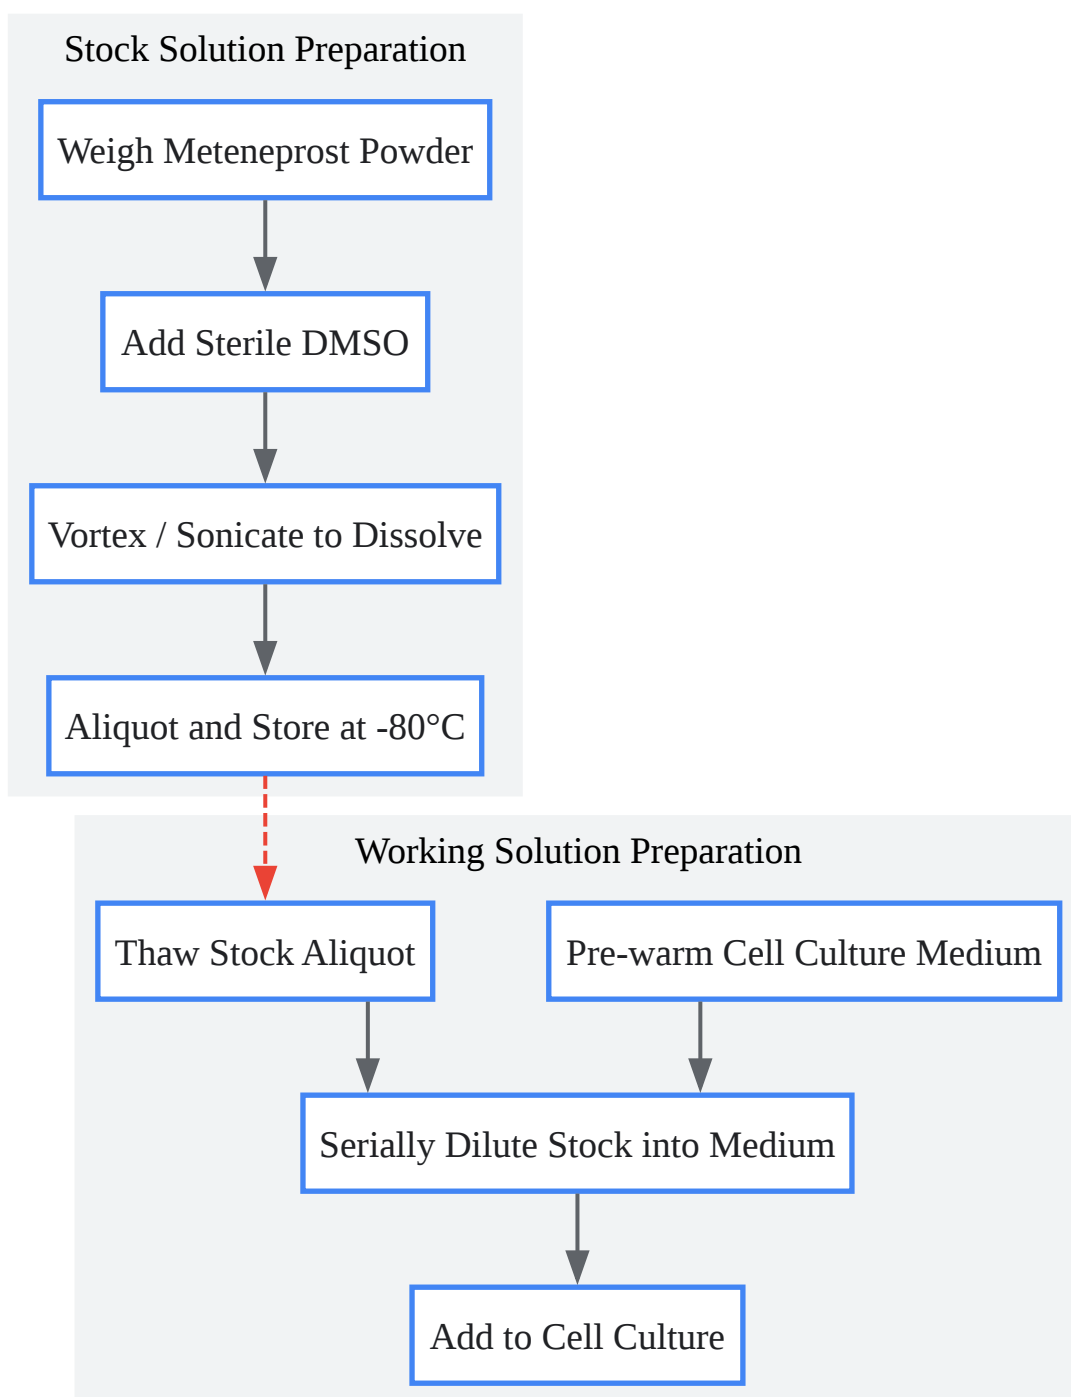 Stock Solution Preparation
Weigh Meteneprost Powder
Add Sterile DMSO
Vortex / Sonicate to Dissolve
Aliquot and Store at -80°C
Working Solution Preparation
Thaw Stock Aliquot
Pre-warm Cell Culture Medium
Serially Dilute Stock into Medium
Add to Cell Culture